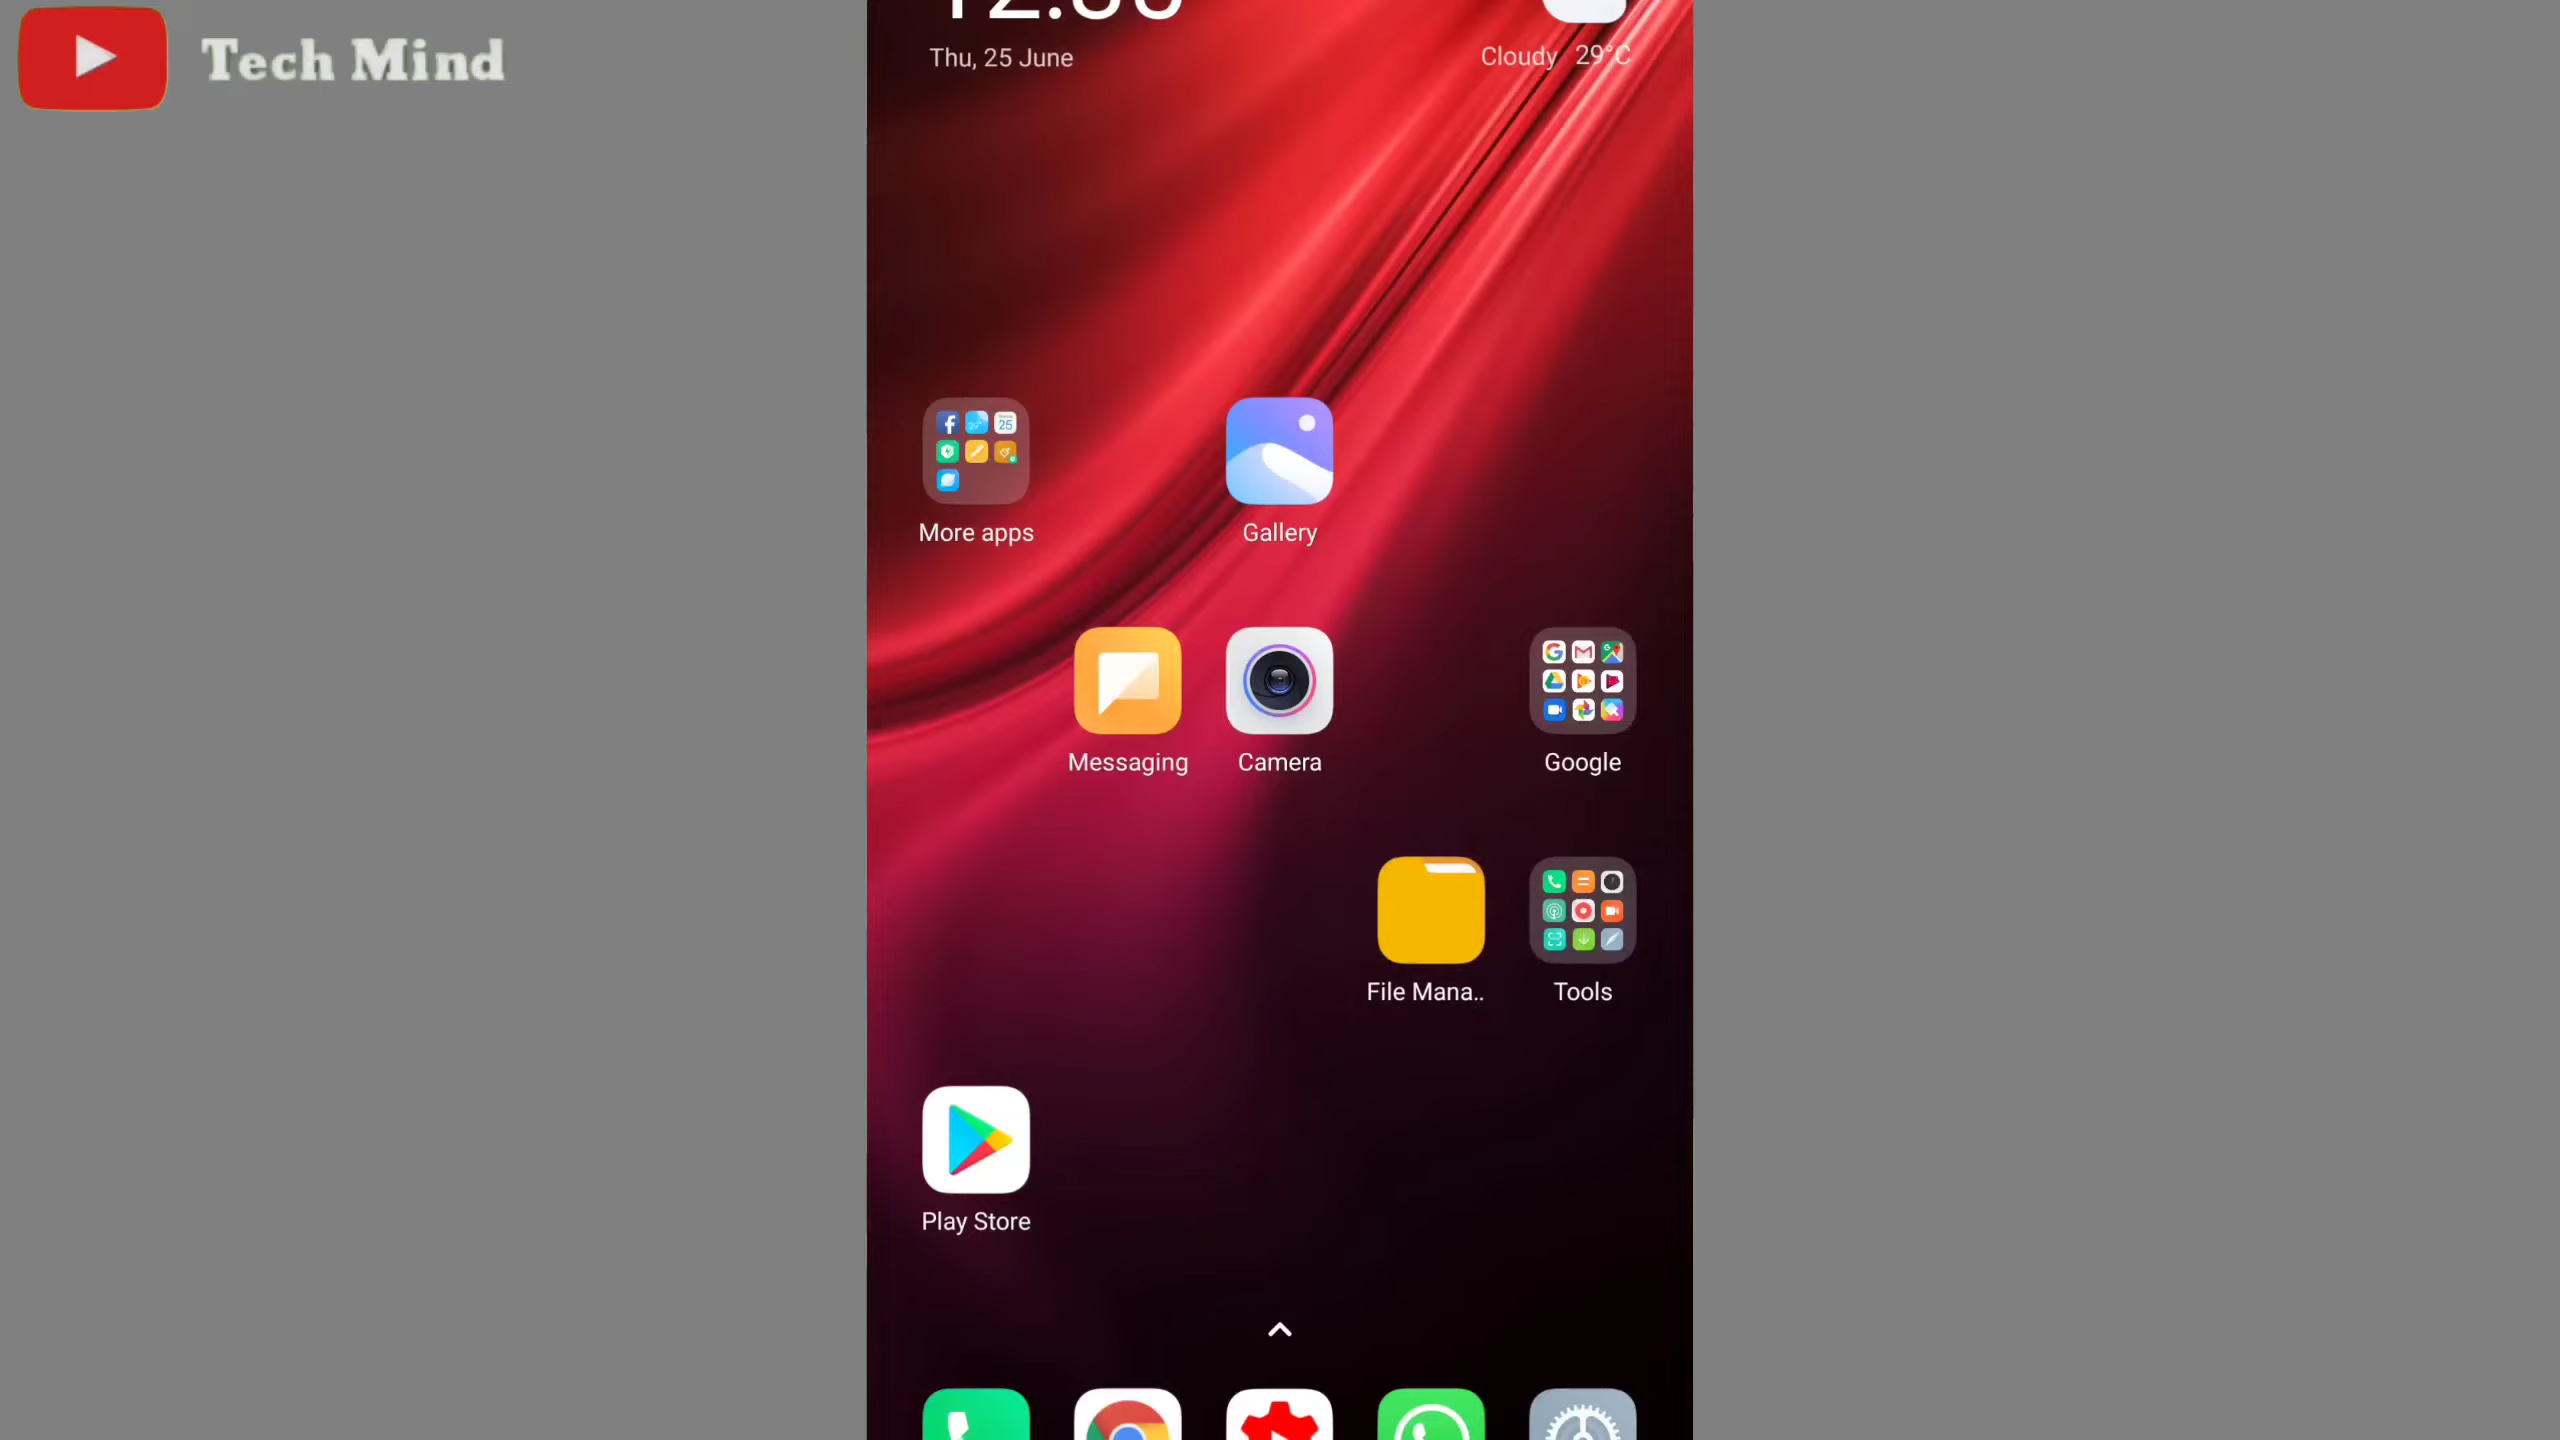 Tech Mind
Thu, 25 June
Cloudy 29°C
More apps
Gallery
Messaging
Camera
Google
File Mana..
Tools
Play Store